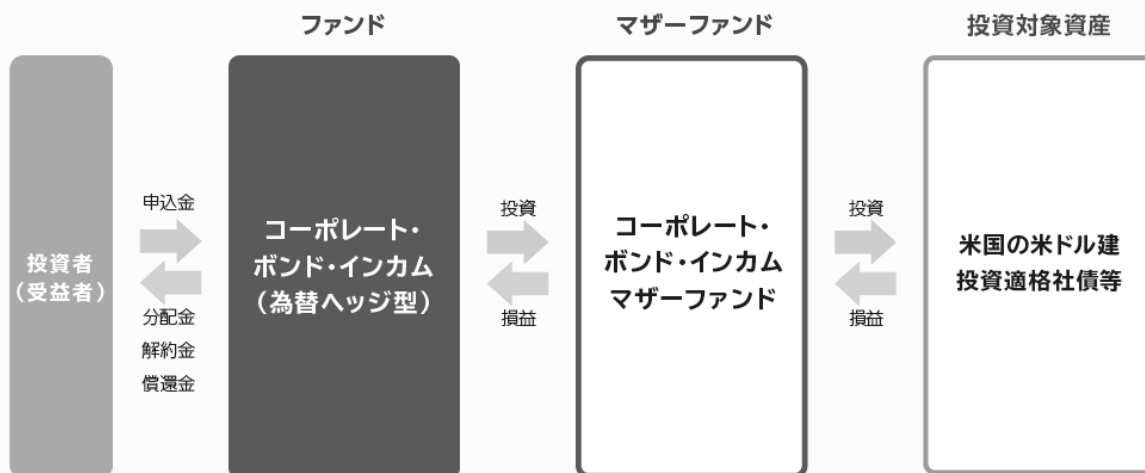 ファンド
マザーファンド
投資対象資産
投資者
（受益者）
申込金
分配金
解約金
償還金
コーポレート・
ボンド・インカム
（為替ヘッジ型）
投資
損益
コーポレート・
ボンド・インカム
マザーファンド
投資
損益
米国の米ドル建
投資適格社債等